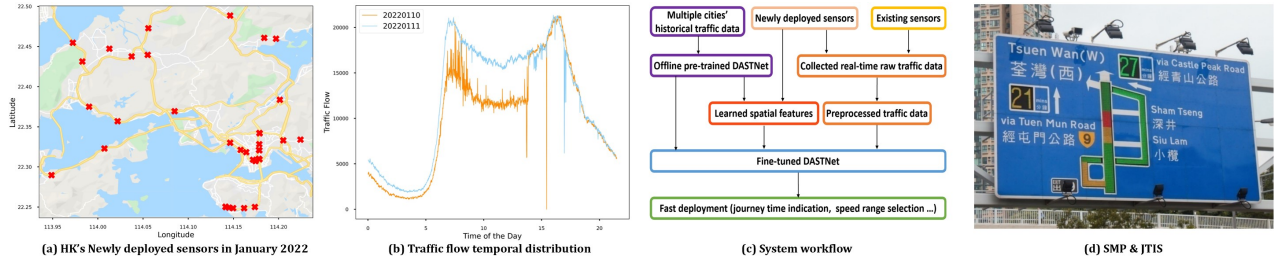 22.50
22.45
22.40
22.35
22.30
22.25
Latitude
113.95
114.00
114.05
114.10
114.15
114.20
Longitude
(a) HK's Newly deployed sensors in January 2022
20220110
20220111
20000
15000
10000
5000
0
Traffic Flow
0
5
10
15
20
Time of the Day
(b) Traffic flow temporal distribution
Multiple cities'
historical traffic data
Newly deployed sensors
Existing sensors
Offline pre-trained DASTNet
Collected real-time raw traffic data
Learned spatial features
Preprocessed traffic data
Fine-tuned DASTNet
Fast deployment (journey time indication, speed range selection ...)
(c) System workflow
Tsuen Wan(W)
荃灣(西)
27
via Castle Peak Road
經青山公路
21
via Tuen Mun Road
經屯門公路
9
Sham Tseng
深井
Siu Lam
小欖
(d) SMP & JTIS